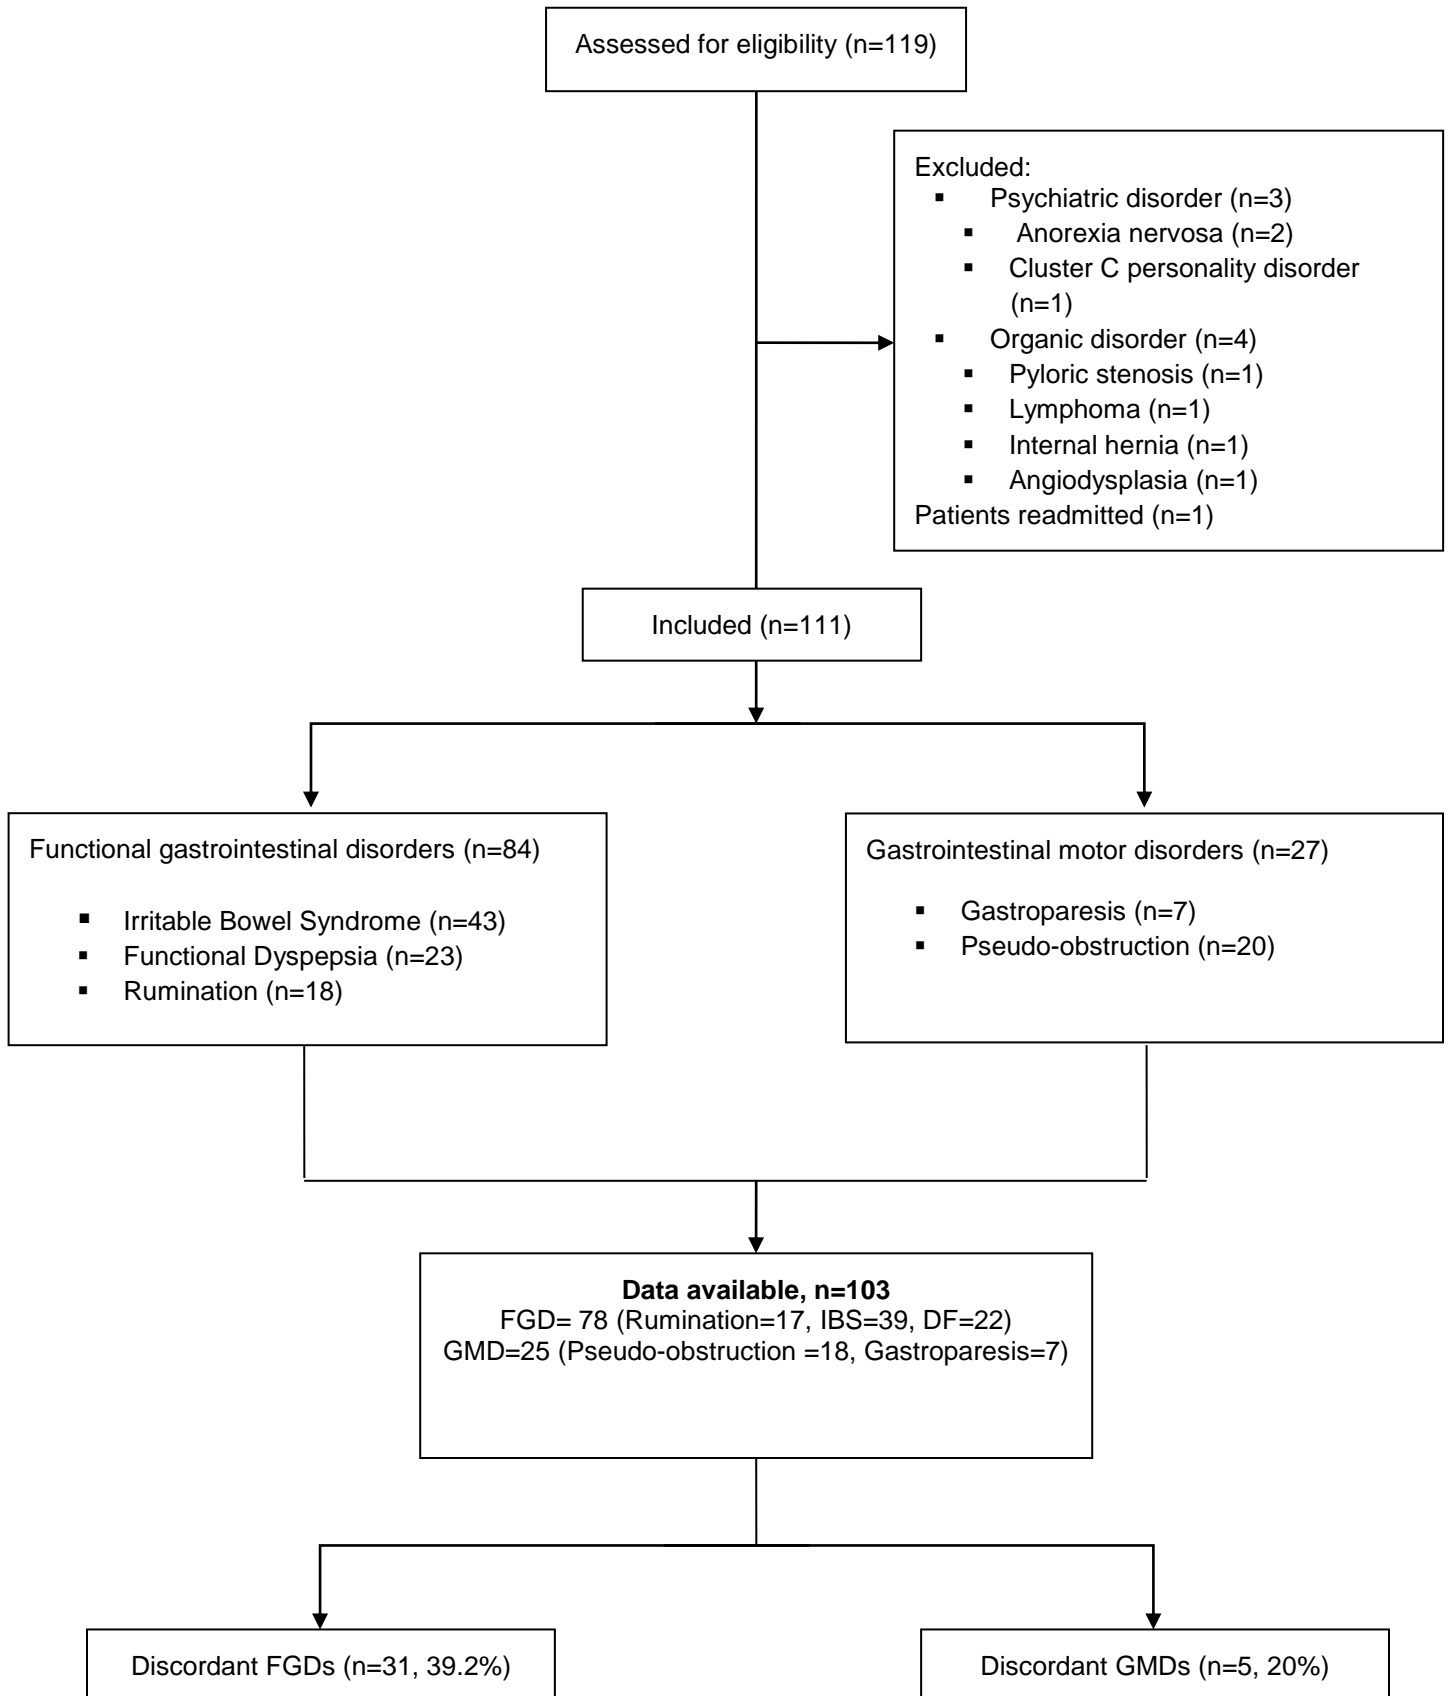 Assessed for eligibility (n=119)
Excluded:
▪ Psychiatric disorder (n=3)
▪ Anorexia nervosa (n=2)
▪ Cluster C personality disorder
(n=1)
▪ Organic disorder (n=4)
▪ Pyloric stenosis (n=1)
▪ Lymphoma (n=1)
▪ Internal hernia (n=1)
▪ Angiodysplasia (n=1)
Patients readmitted (n=1)
Included (n=111)
Functional gastrointestinal disorders (n=84)
▪ Irritable Bowel Syndrome (n=43)
▪ Functional Dyspepsia (n=23)
▪ Rumination (n=18)
Gastrointestinal motor disorders (n=27)
▪ Gastroparesis (n=7)
▪ Pseudo-obstruction (n=20)
Data available, n=103
FGD= 78 (Rumination=17, IBS=39, DF=22)
GMD=25 (Pseudo-obstruction =18, Gastroparesis=7)
Discordant FGDs (n=31, 39.2%)
Discordant GMDs (n=5, 20%)